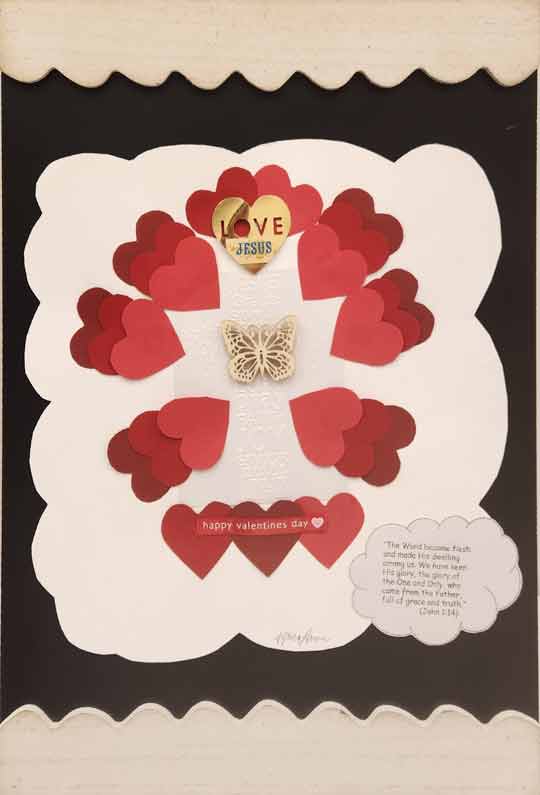 LOVE
JESUS
happy valentines day
"The Word became flesh
and made His dwelling
among us. We have seen
His glory, the glory of
the One and Only, who
came from the Father,
full of grace and truth."
(John 1:14)